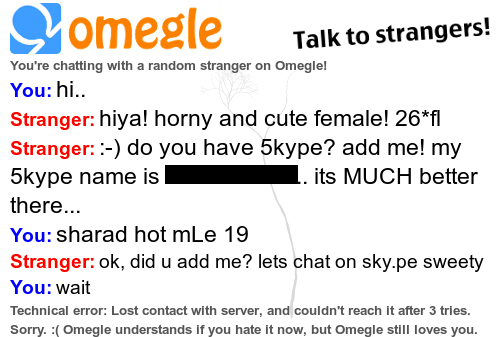 omegle
Talk to strangers!
You're chatting with a random stranger on Omegle!
You: hi..
Stranger: hiya! horny and cute female! 26*fl
Stranger: :-) do you have 5kype? add me! my
5kype name is .. its MUCH better
there...
You: sharad hot mLe 19
Stranger: ok, did u add me? lets chat on sky.pe sweety
You: wait
Technical error: Lost contact with server, and couldn't reach it after 3 tries.
Sorry. :( Omegle understands if you hate it now, but Omegle still loves you.